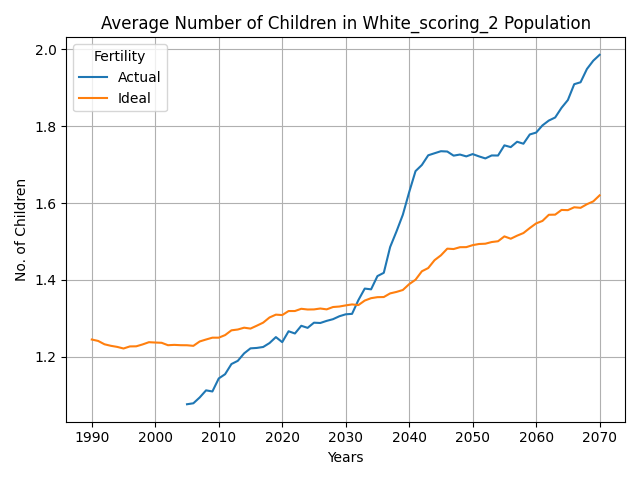 Average Number of Children in White_scoring_2 Population
Fertility
Actual
Ideal
No. of Children
2.0
1.8
1.6
1.4
1.2
1990 2000 2010 2020 2030 2040 2050 2060 2070
Years